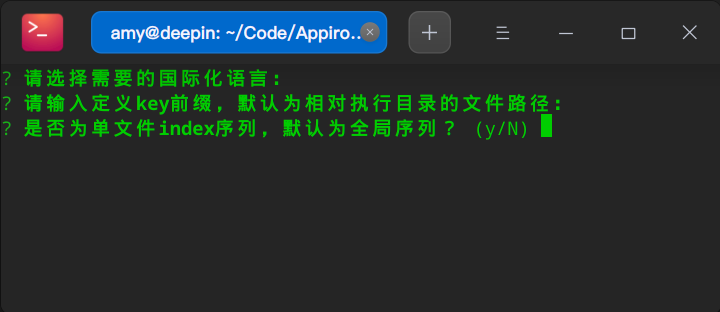 amy@deepin: ~/Code/Appiro...
? 请选择需要的国际化语言:
? 请输入定义key前缀，默认为相对执行目录的文件路径:
? 是否为单文件index序列，默认为全局序列？ (y/N)